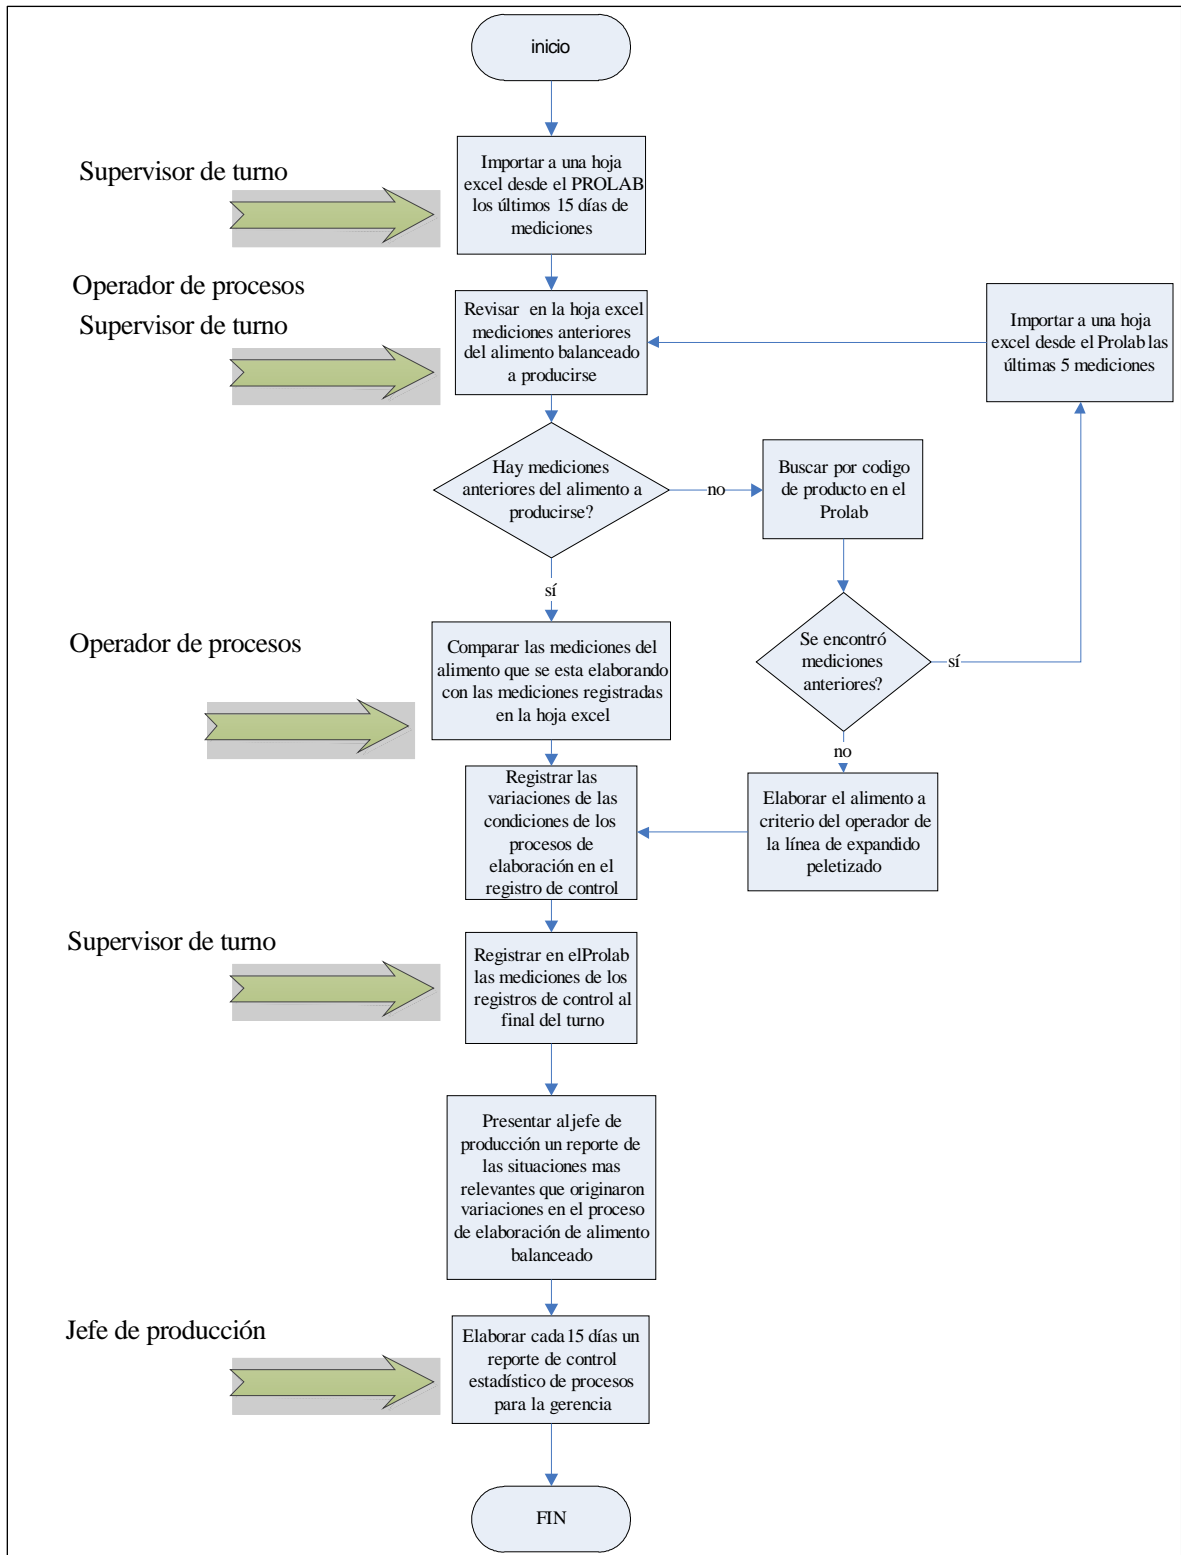 inicio
Supervisor de turno
Importar a una hoja
excel desde el PROLAB
los últimos 15 días de
mediciones
Operador de procesos
Supervisor de turno
Revisar en la hoja excel
mediciones anteriores
del alimento balanceado
a producirse
Importar a una hoja
excel desde el Prolab las
últimas 5 mediciones
Hay mediciones
anteriores del alimento a
producirse?
no
Buscar por codigo
de producto en el
Prolab
sí
Se encontró
mediciones
anteriores?
sí
no
Operador de procesos
Comparar las mediciones del
alimento que se esta elaborando
con las mediciones registradas
en la hoja excel
Registrar las
variaciones de las
condiciones de los
procesos de
elaboración en el
registro de control
Elaborar el alimento a
criterio del operador de
la línea de expandido
peletizado
Supervisor de turno
Registrar en elProlab
las mediciones de los
registros de control al
final del turno
Presentar al jefe de
producción un reporte de
las situaciones mas
relevantes que originaron
variaciones en el proceso
de elaboración de alimento
balanceado
Jefe de producción
Elaborar cada 15 días un
reporte de control
estadístico de procesos
para la gerencia
FIN